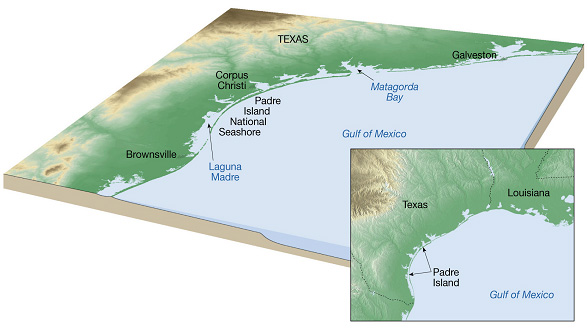 TEXAS
Galveston
Corpus
Christi
Matagorda
Bay
Padre
Island
National
Seashore
Gulf of Mexico
Brownsville
Laguna
Madre
Texas
Louisiana
Padre
Island
Gulf of Mexico